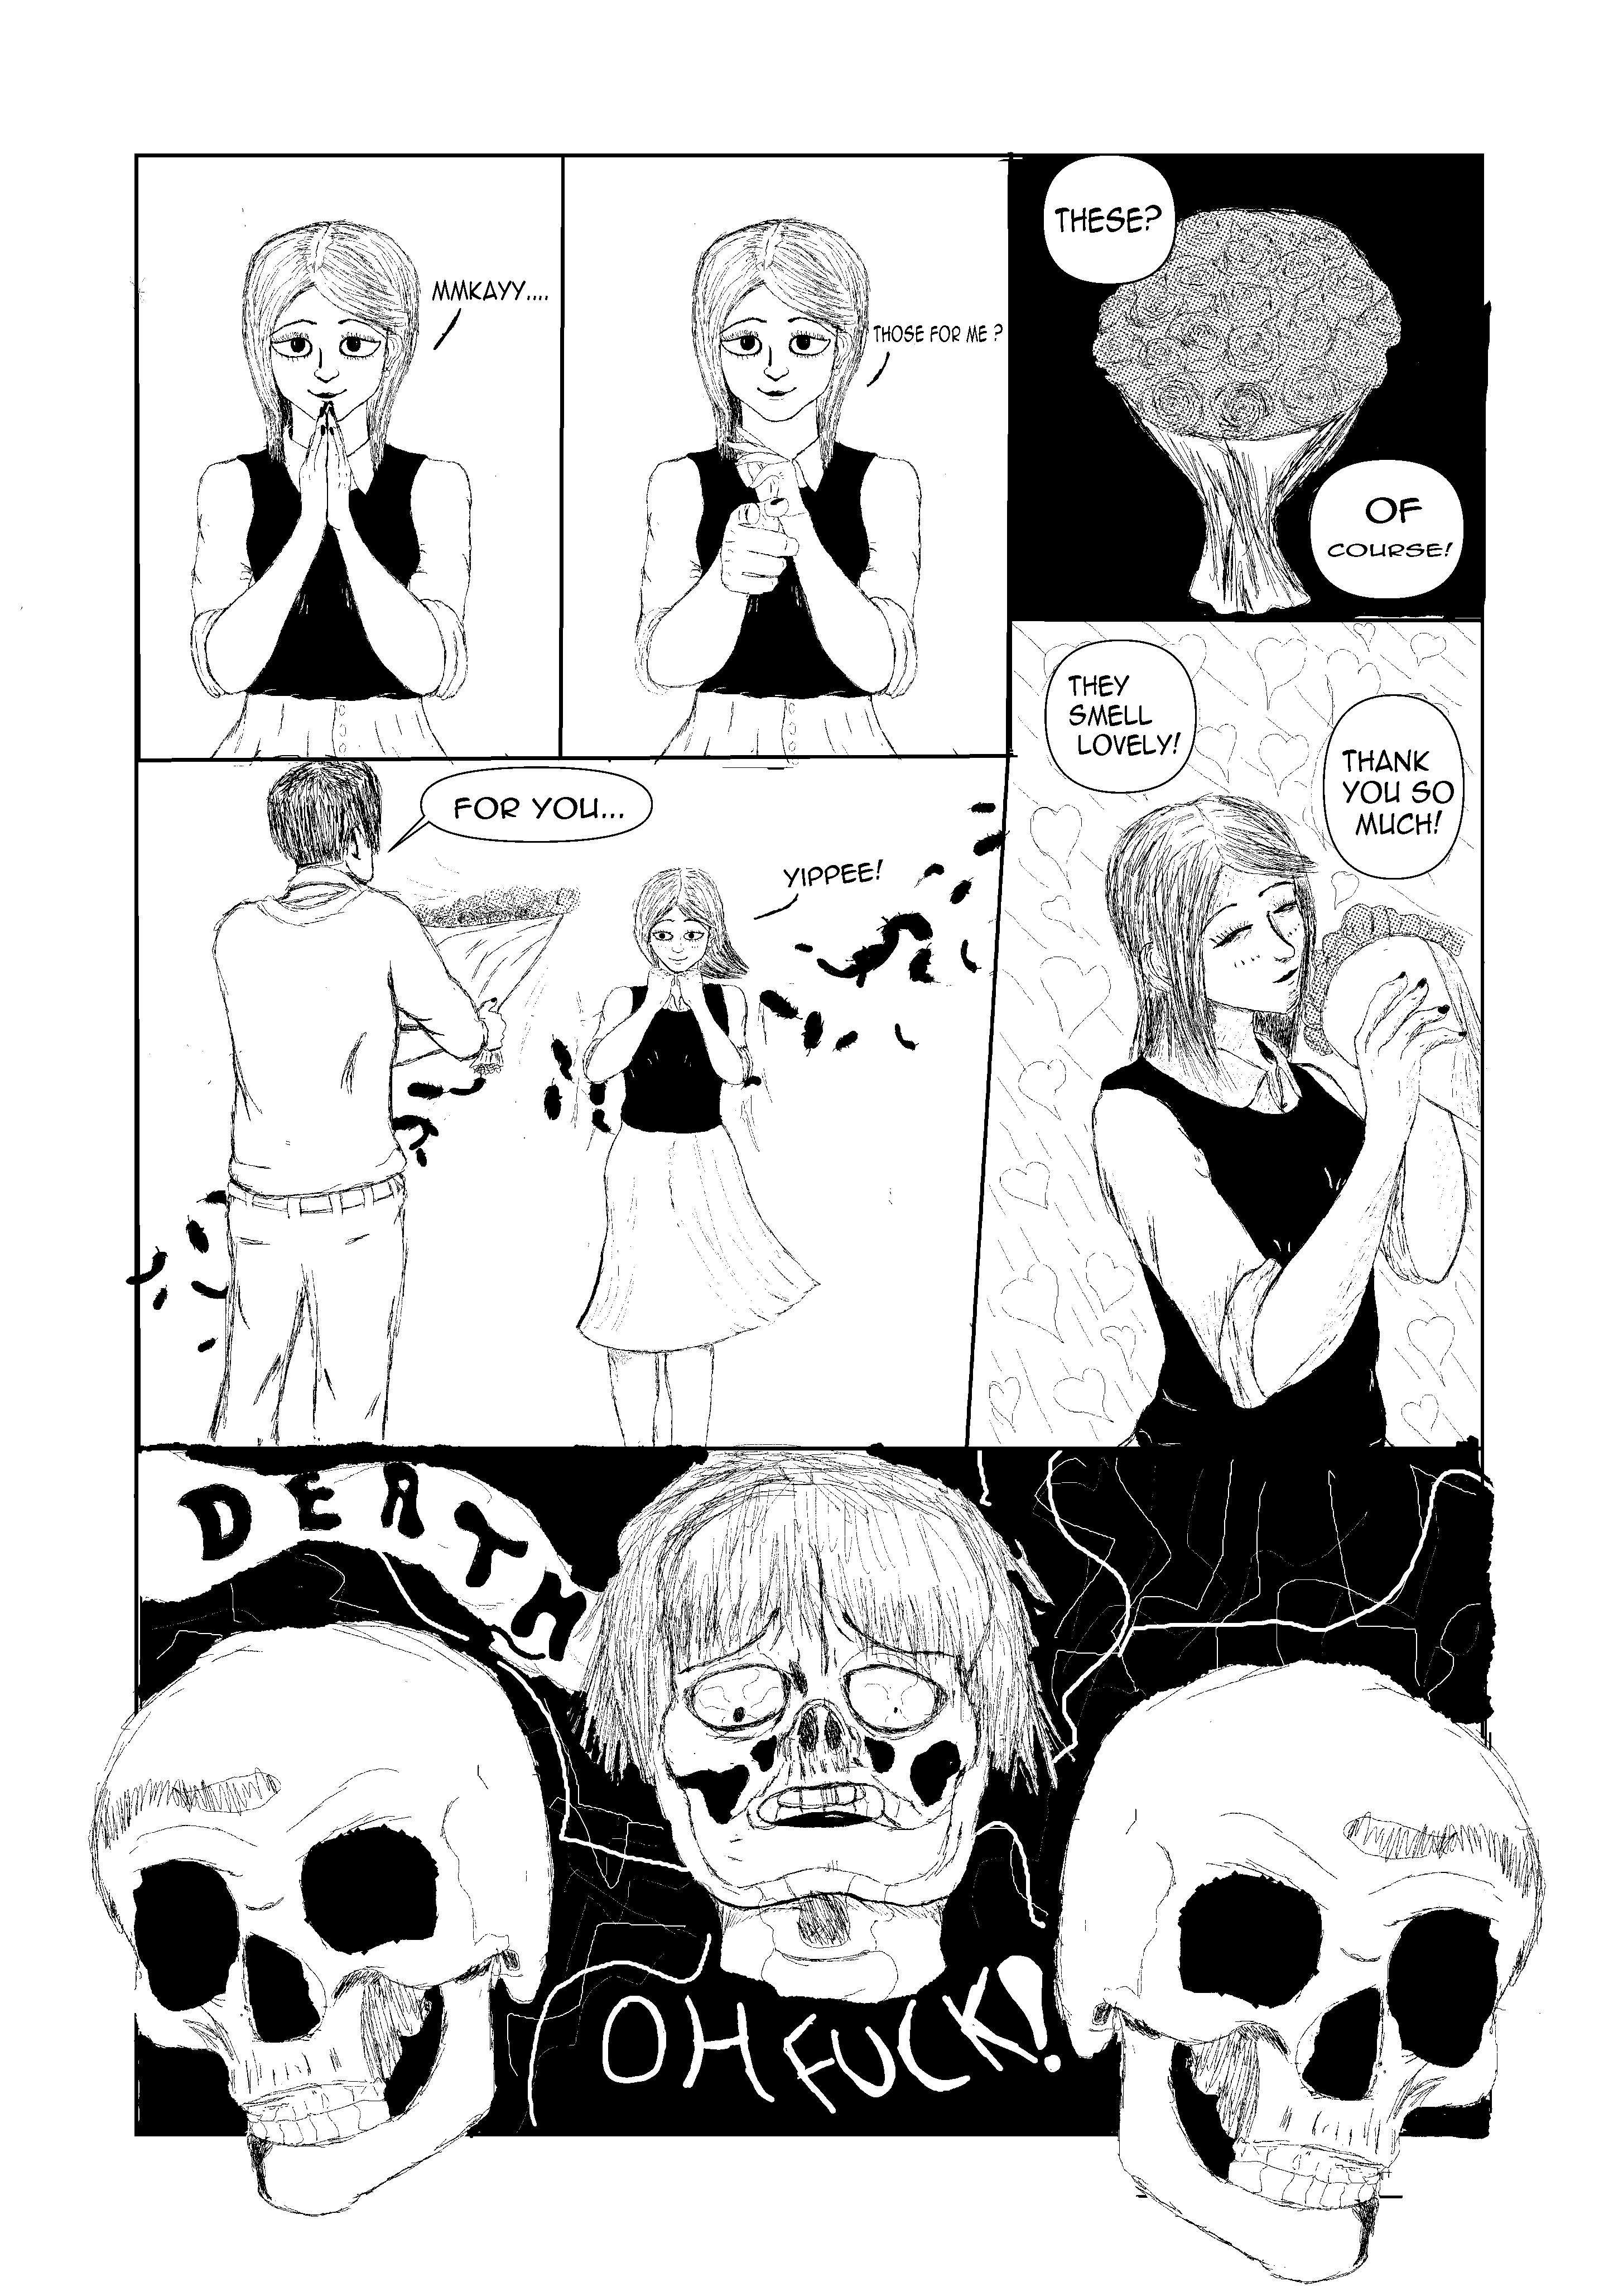 MMKAYY....
THOSE FOR ME ?
THESE?
OF
COURSE!
FOR YOU...
YIPPEE!
THEY
SMELL
LOVELY!
THANK
YOU SO
MUCH!
DEATH
OH FUCK!